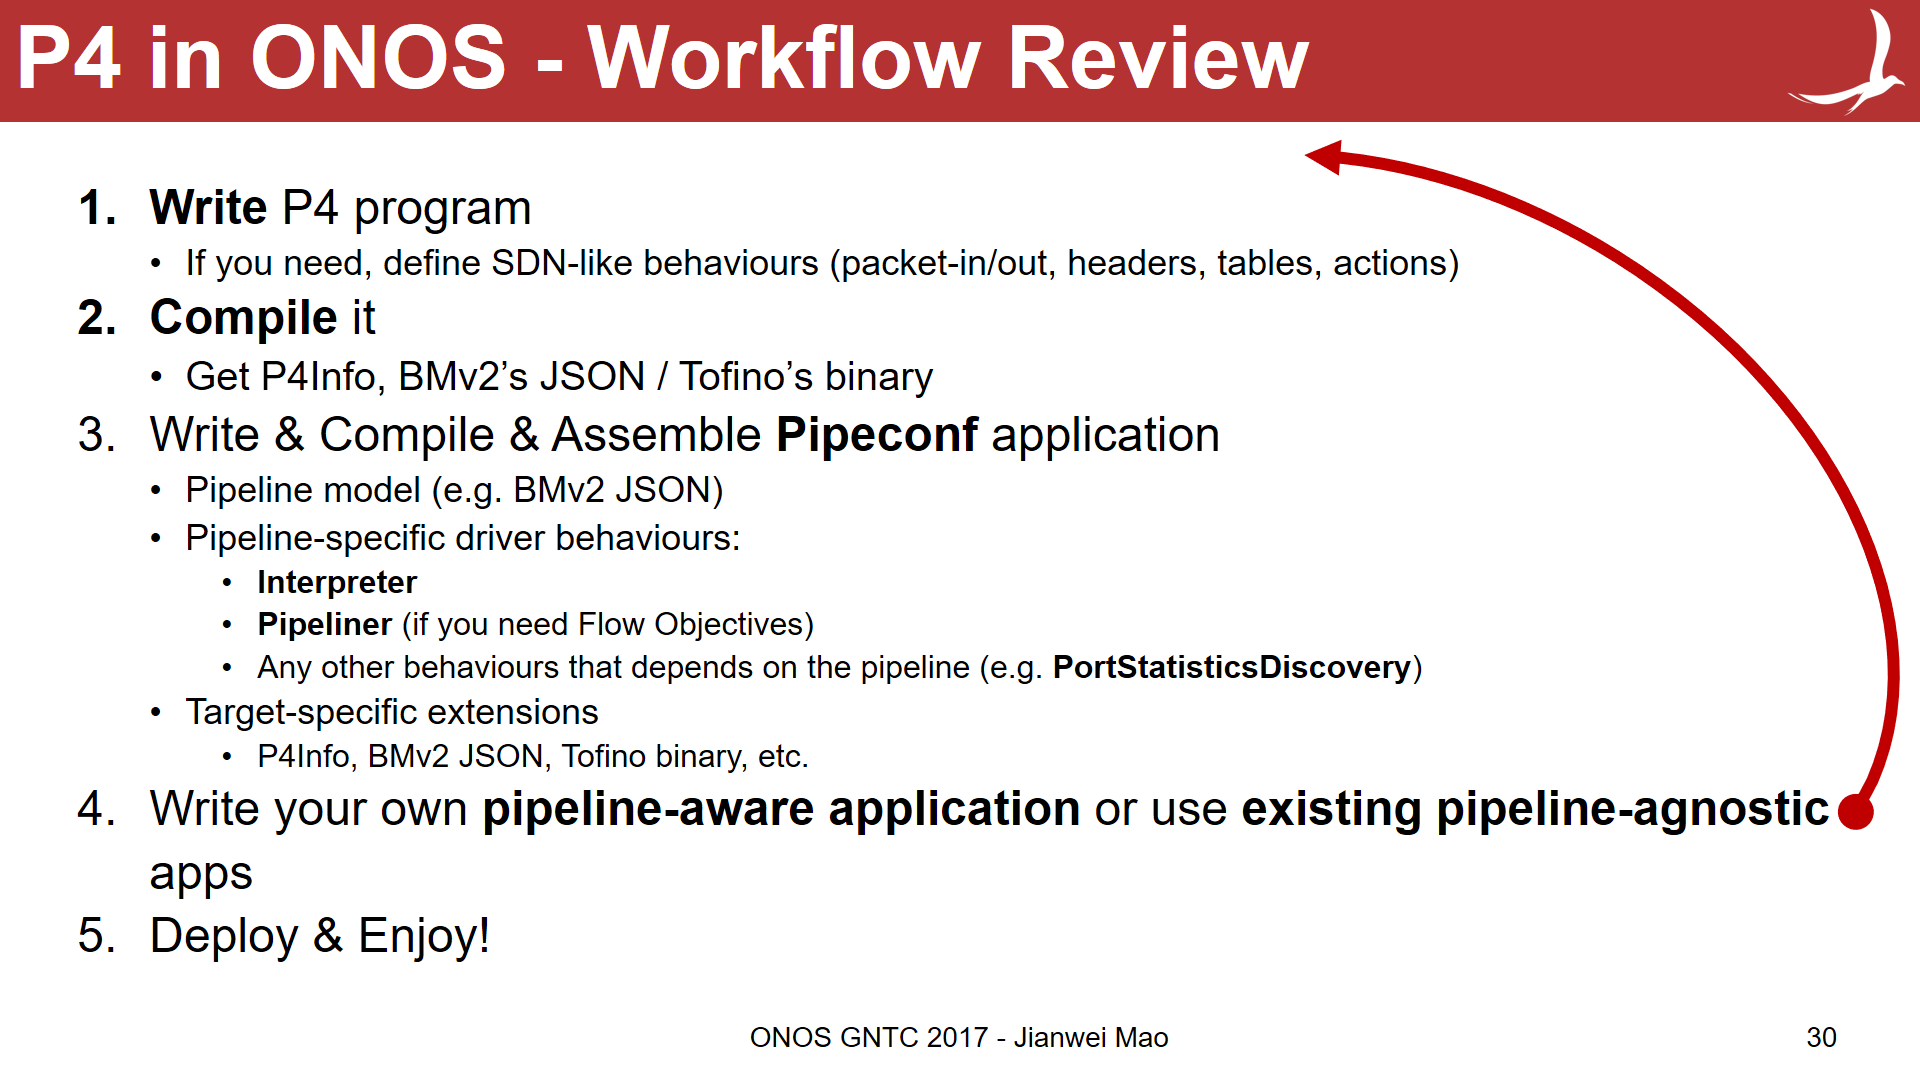 P4 in ONOS - Workflow Review
1. Write P4 program
• If you need, define SDN-like behaviours (packet-in/out, headers, tables, actions)
2. Compile it
• Get P4Info, BMv2’s JSON / Tofino’s binary
3. Write & Compile & Assemble Pipeconf application
• Pipeline model (e.g. BMv2 JSON)
• Pipeline-specific driver behaviours:
• Interpreter
• Pipeliner (if you need Flow Objectives)
• Any other behaviours that depends on the pipeline (e.g. PortStatisticsDiscovery)
• Target-specific extensions
• P4Info, BMv2 JSON, Tofino binary, etc.
4. Write your own pipeline-aware application or use existing pipeline-agnostic
apps
5. Deploy & Enjoy!
ONOS GNTC 2017 - Jianwei Mao
30